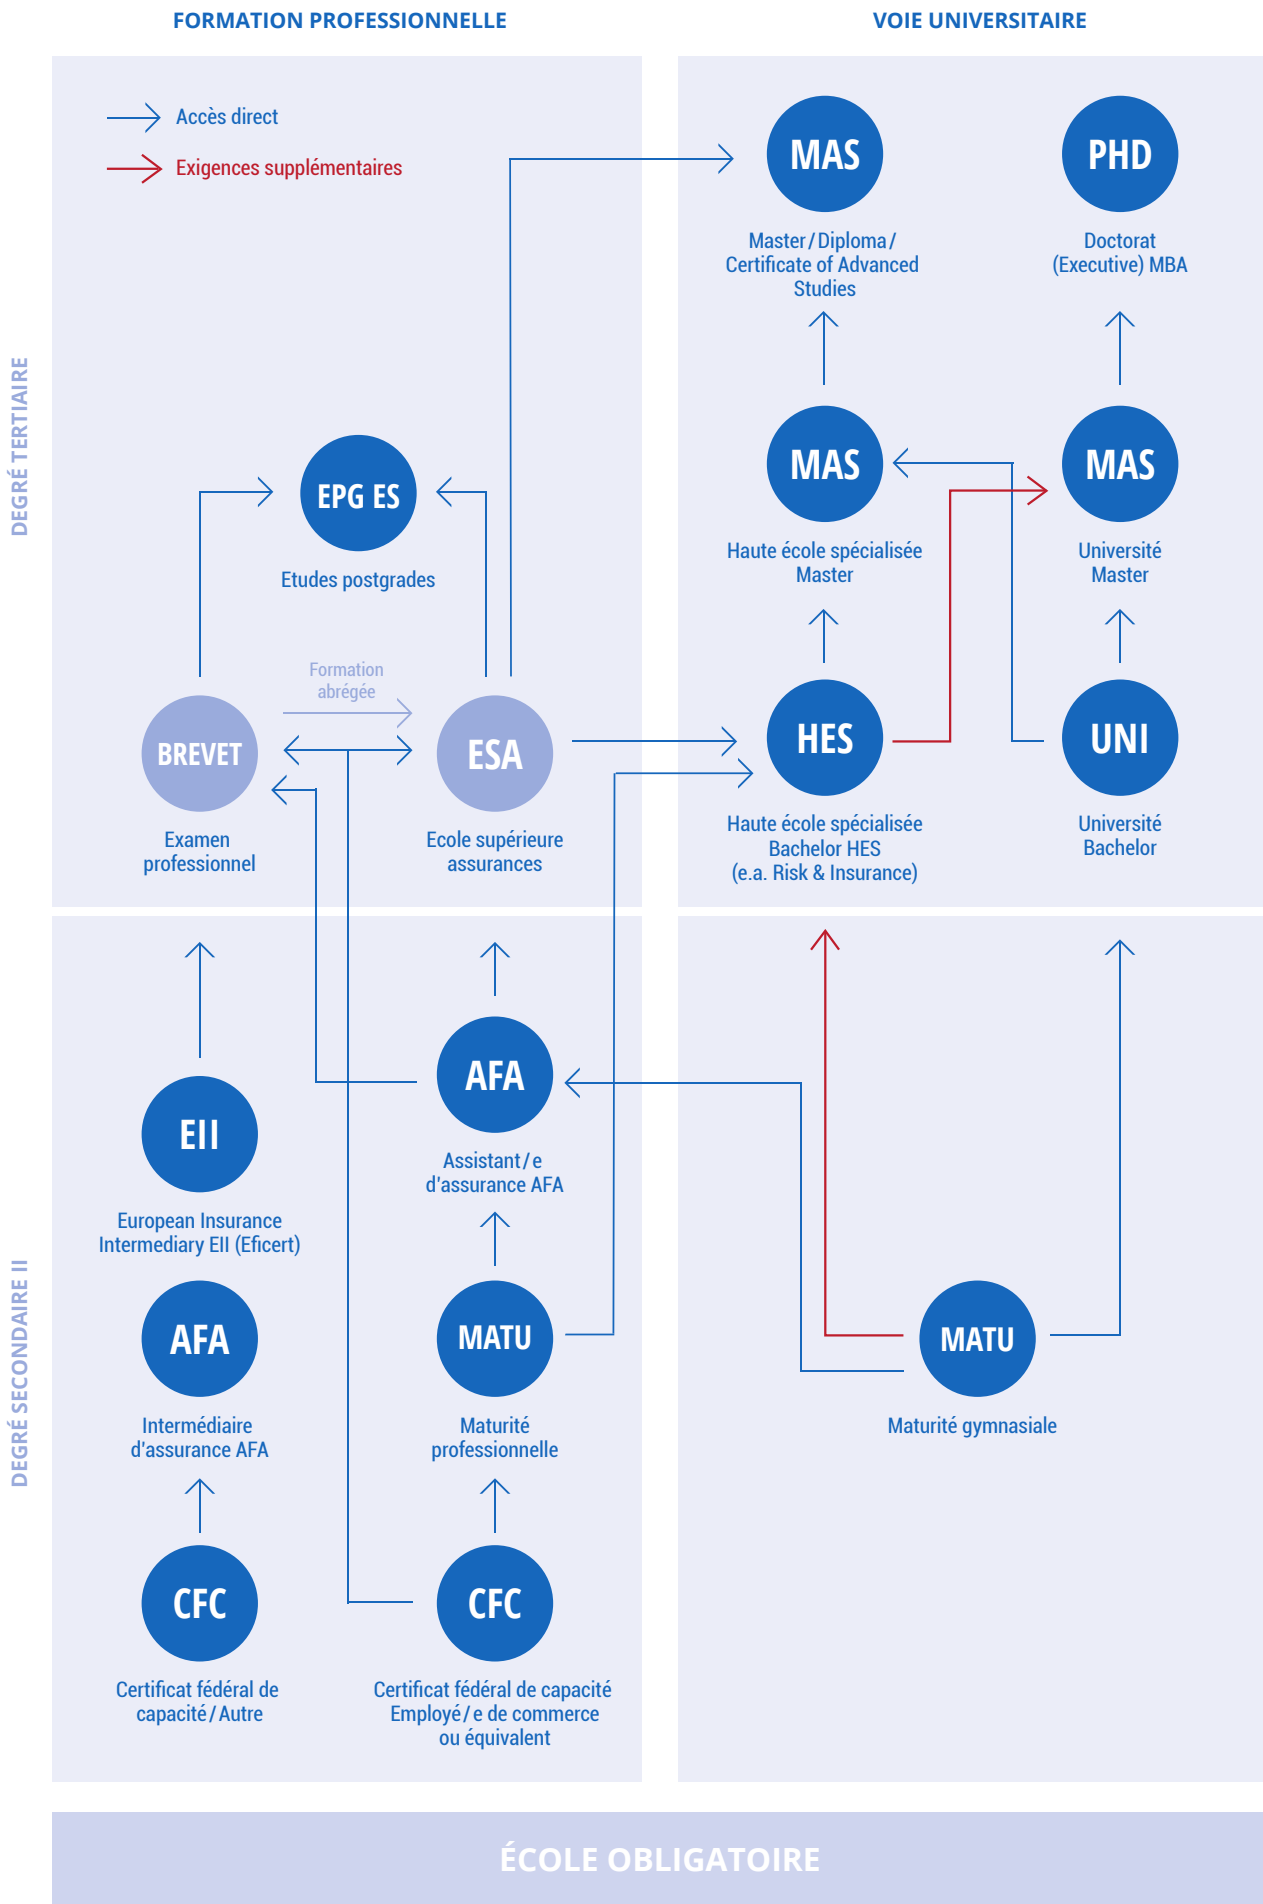 FORMATION PROFESSIONNELLE
VOIE UNIVERSITAIRE
Accès direct
Exigences supplémentaires
DEGRÉ TERTIAIRE
MAS
Master / Diploma /
Certificate of Advanced
Studies
PHD
Doctorat
(Executive) MBA
EPG ES
Etudes postgrades
MAS
Haute école spécialisée
Master
MAS
Université
Master
Formation
abrégée
BREVET
Examen
professionnel
ESA
Ecole supérieure
assurances
HES
Haute école spécialisée
Bachelor HES
(e.a. Risk & Insurance)
UNI
Université
Bachelor
DEGRÉ SECONDAIRE II
EII
European Insurance
Intermediary EII (Eficert)
AFA
Assistant / e
d'assurance AFA
AFA
Intermédiaire
d'assurance AFA
MATU
Maturité
professionnelle
MATU
Maturité gymnasiale
CFC
Certificat fédéral de
capacité / Autre
CFC
Certificat fédéral de capacité
Employé / e de commerce
ou équivalent
ÉCOLE OBLIGATOIRE